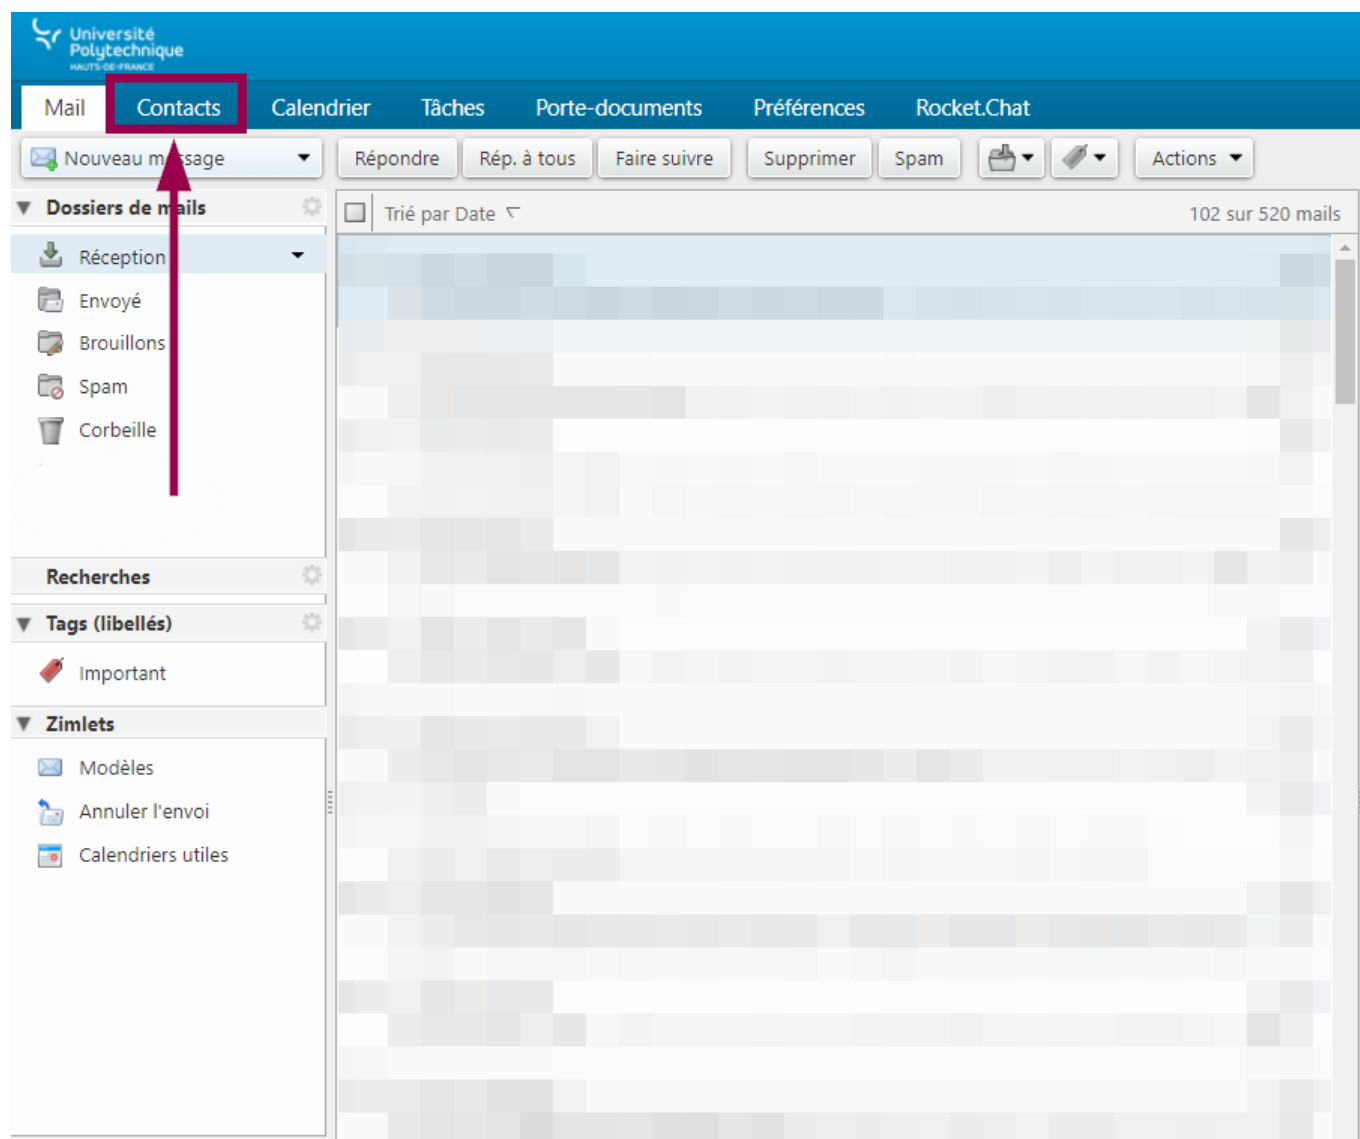 Université
Polytechnique
HAUTS-DE-FRANCE
Mail Contacts Calendrier Tâches Porte-documents Préférences Rocket.Chat
Nouveau message Répondre Rép. à tous Faire suivre Supprimer Spam Actions
Dossiers de mails
Trié par Date 102 sur 520 mails
Réception
Envoyé
Brouillons
Spam
Corbeille
Recherches
Tags (libellés)
Important
Zimlets
Modèles
Annuler l'envoi
Calendriers utiles